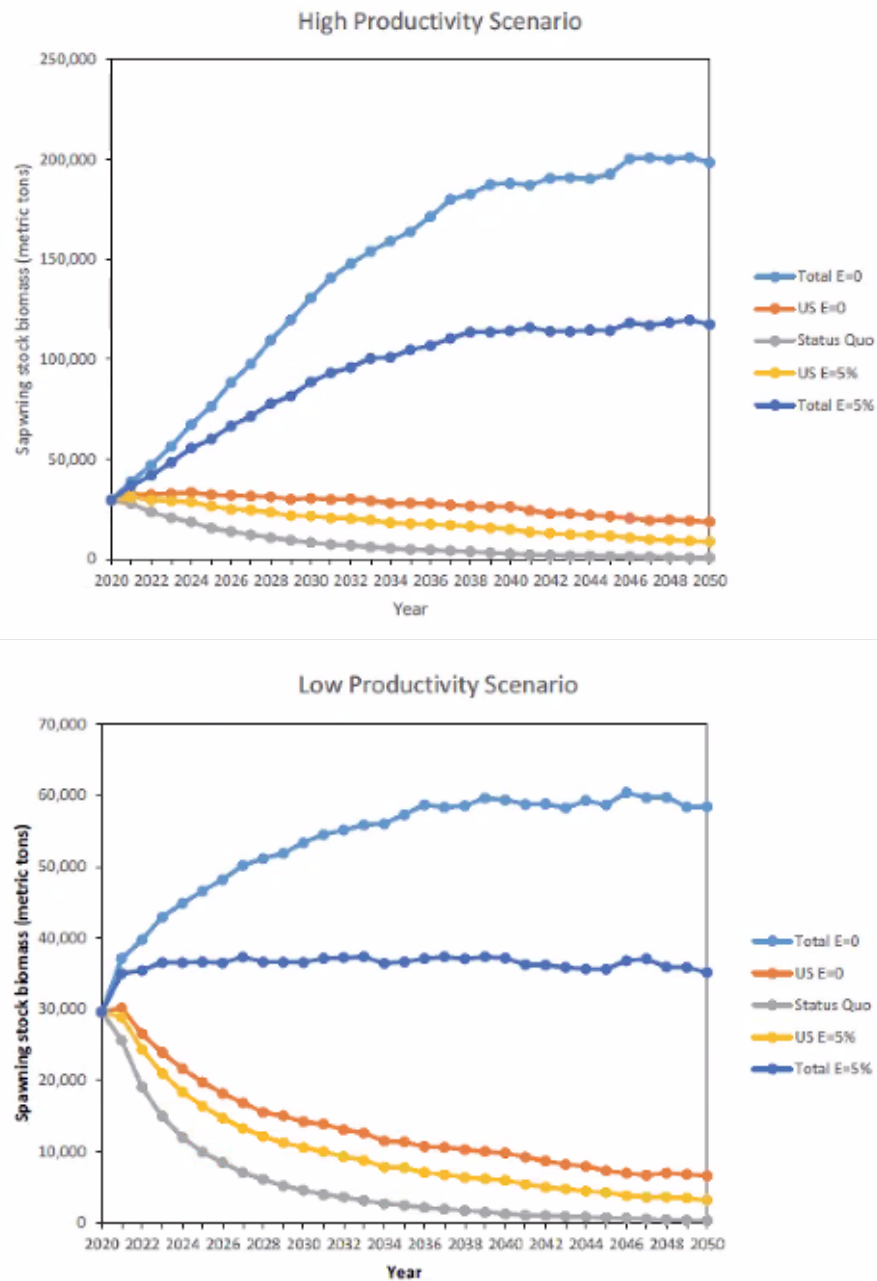 High Productivity Scenario
250,000
200,000
150,000
100,000
50,000
0
Sapwning stock biomass (metric tons)
2020 2022 2024 2026 2028 2030 2032 2034 2036 2038 2040 2042 2044 2046 2048 2050
Year
Total E=0
US E=0
Status Quo
US E=5%
Total E=5%
Low Productivity Scenario
70,000
60,000
50,000
40,000
30,000
20,000
10,000
0
Spawning stock biomass (metric tons)
2020 2022 2024 2026 2028 2030 2032 2034 2036 2038 2040 2042 2044 2046 2048 2050
Year
Total E=0
US E=0
Status Quo
US E=5%
Total E=5%